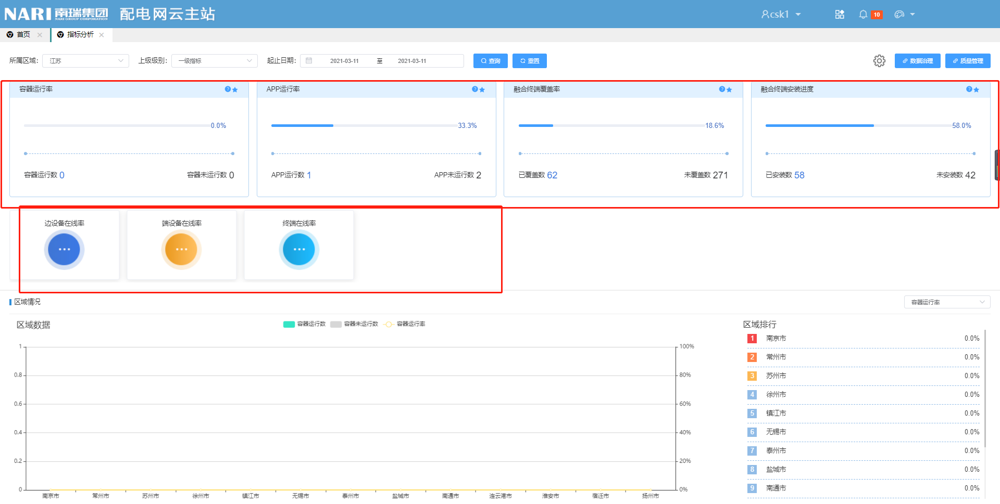 NARI 南瑞集团 NARI GROUP CORPORATION 配电网云主站 csk1 10
首页 指标分析
所属区域: 江苏 上级级别: 一级指标 起止日期: 2021-03-11 至 2021-03-11 查询 重置 数据治理 质量管理
容器运行率 APP运行率 融合终端覆盖率 融合终端安装进度
0.0% 33.3% 18.6% 58.0%
容器运行数 0 容器未运行数 0 APP运行数 1 APP未运行数 2 已覆盖数 62 未覆盖数 271 已安装数 58 未安装数 42
边设备在线率 端设备在线率 终端在线率
区域情况 容器运行率
区域数据 容器运行数 容器未运行数 容器运行率 区域排行
1 南京市 0.0%
2 常州市 0.0%
3 苏州市 0.0%
4 徐州市 0.0%
5 镇江市 0.0%
6 无锡市 0.0%
7 泰州市 0.0%
8 盐城市 0.0%
9 南通市 0.0%
1 100%
0.8 80%
0.6 60%
0.4 40%
0.2 20%
0 0%
南京市 常州市 苏州市 徐州市 镇江市 无锡市 泰州市 盐城市 南通市 连云港市 淮安市 宿迁市 扬州市